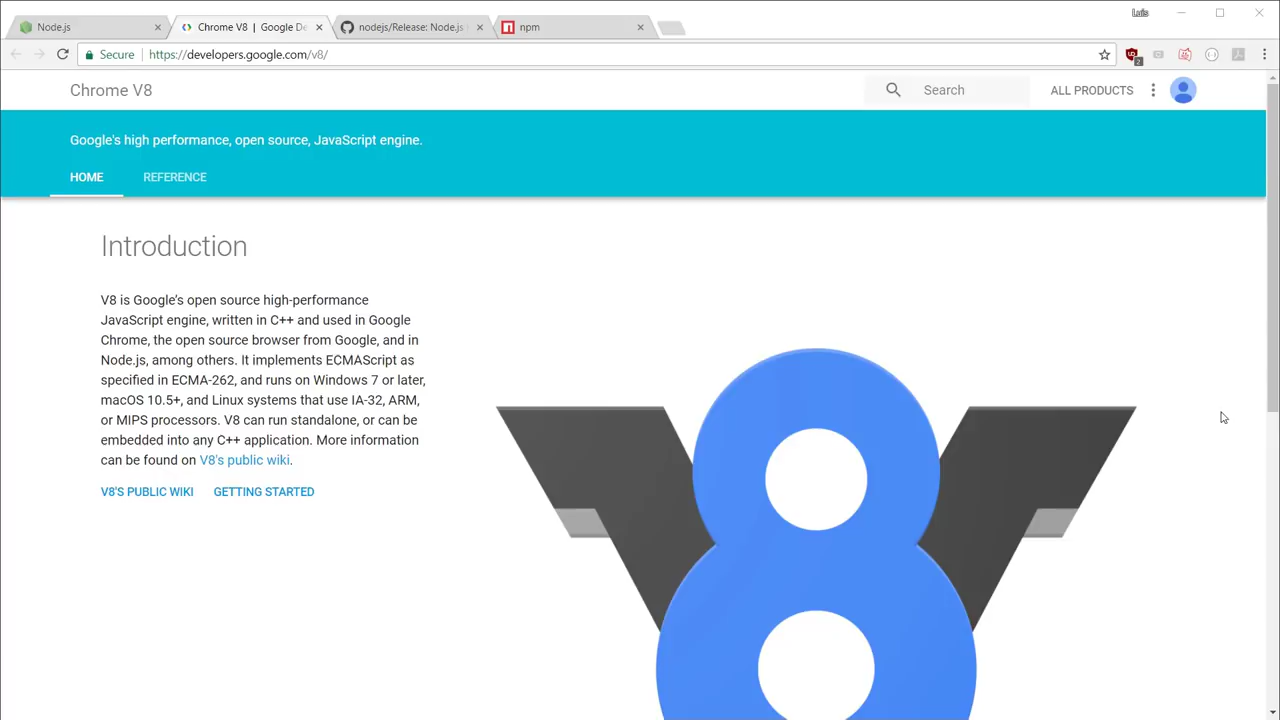 Luis
Node.js
Chrome V8 | Google De
nodejs/Release: Node.js
npm
Secure
https://developers.google.com/v8/
2
Chrome V8
Search
ALL PRODUCTS
Google's high performance, open source, JavaScript engine.
HOME
REFERENCE
Introduction
V8 is Google's open source high-performance
JavaScript engine, written in C++ and used in Google
Chrome, the open source browser from Google, and in
Node.js, among others. It implements ECMAScript as
specified in ECMA-262, and runs on Windows 7 or later,
macOS 10.5+, and Linux systems that use IA-32, ARM,
or MIPS processors. V8 can run standalone, or can be
embedded into any C++ application. More information
can be found on V8's public wiki.
V8'S PUBLIC WIKI
GETTING STARTED
V8